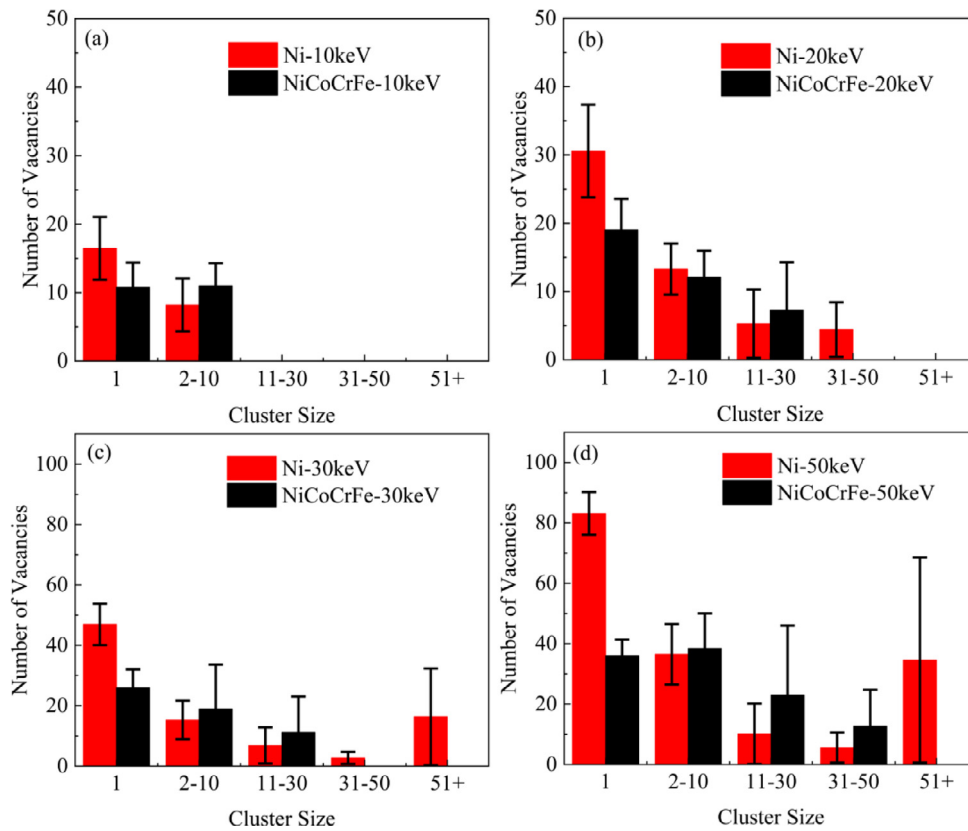 (a)
Ni-10keV
NiCoCrFe-10keV
Number of Vacancies
50
40
30
20
10
0
1 2-10 11-30 31-50 51+
Cluster Size
(b)
Ni-20keV
NiCoCrFe-20keV
Number of Vacancies
50
40
30
20
10
0
1 2-10 11-30 31-50 51+
Cluster Size
(c)
Ni-30keV
NiCoCrFe-30keV
Number of Vacancies
100
80
60
40
20
0
1 2-10 11-30 31-50 51+
Cluster Size
(d)
Ni-50keV
NiCoCrFe-50keV
Number of Vacancies
100
80
60
40
20
0
1 2-10 11-30 31-50 51+
Cluster Size